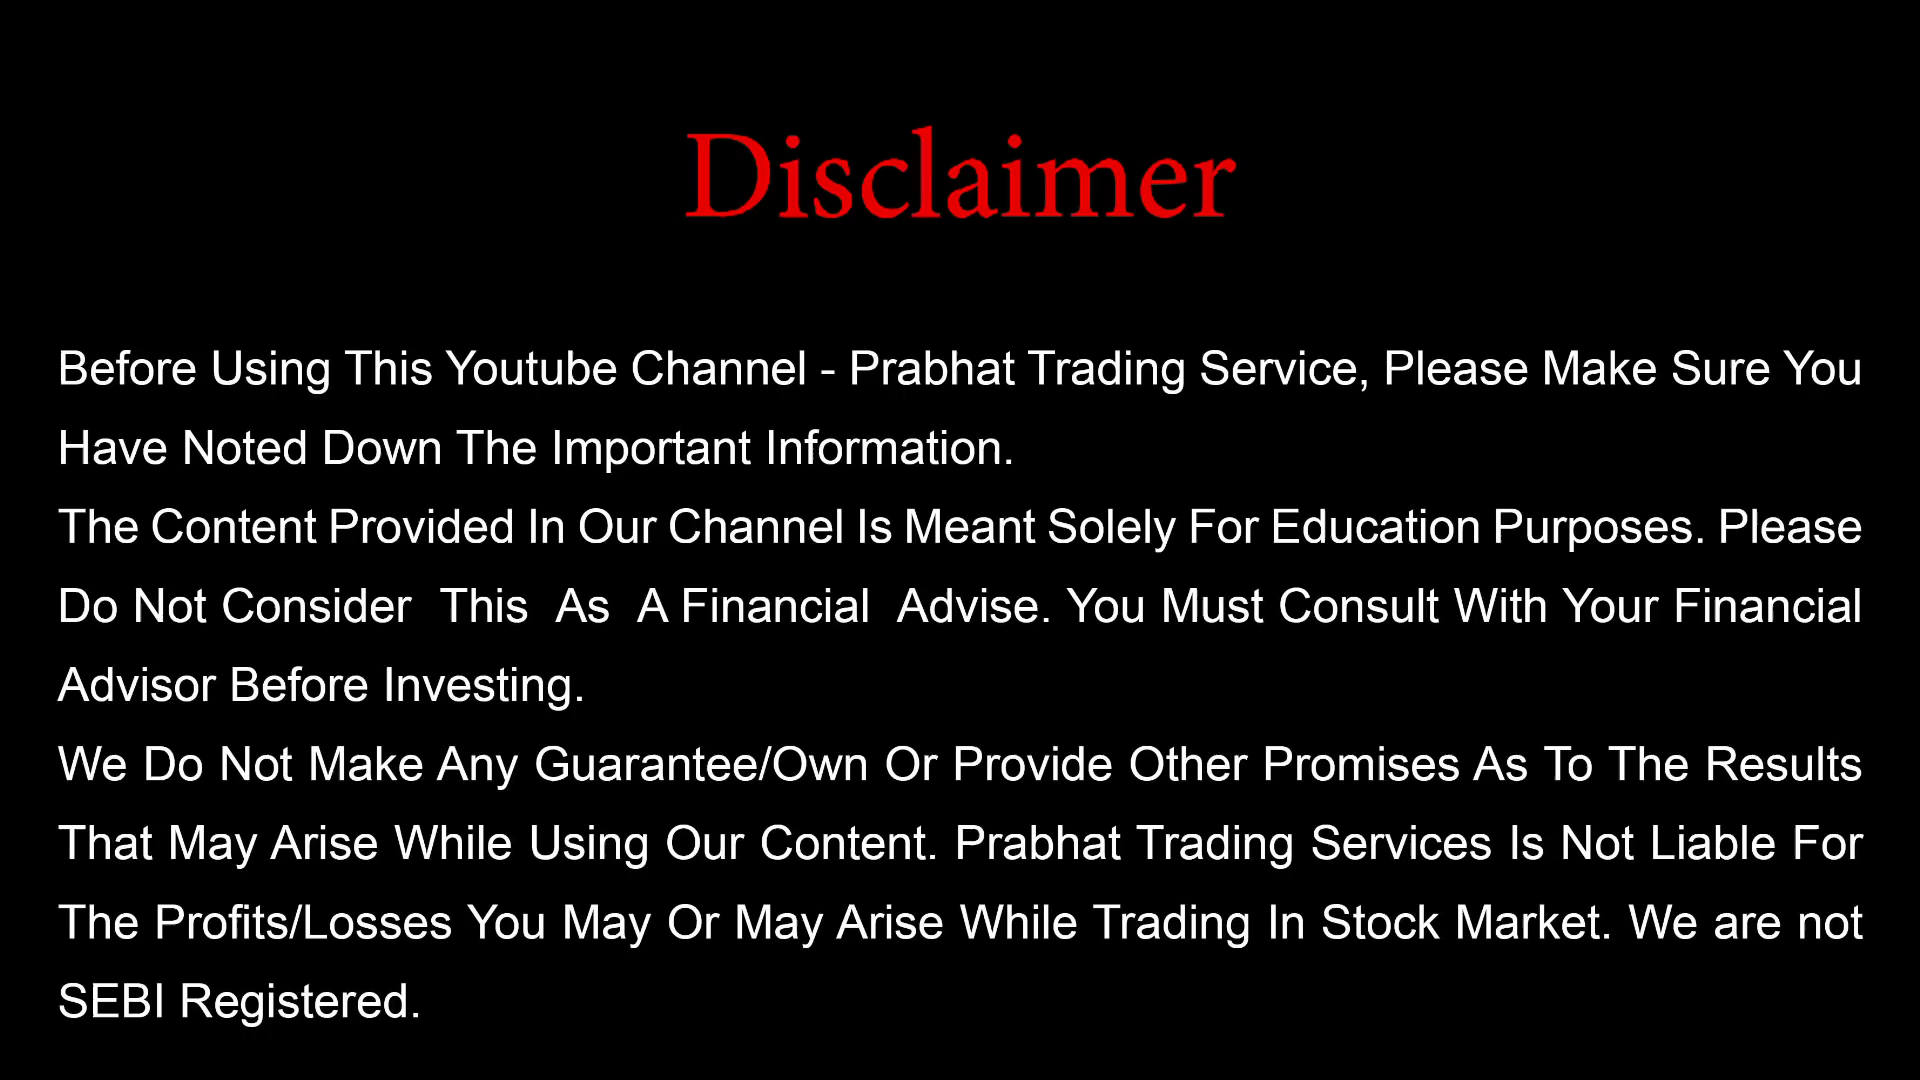 Disclaimer
Before Using This Youtube Channel - Prabhat Trading Service, Please Make Sure You
Have Noted Down The Important Information.
The Content Provided In Our Channel Is Meant Solely For Education Purposes. Please
Do Not Consider This As A Financial Advise. You Must Consult With Your Financial
Advisor Before Investing.
We Do Not Make Any Guarantee/Own Or Provide Other Promises As To The Results
That May Arise While Using Our Content. Prabhat Trading Services Is Not Liable For
The Profits/Losses You May Or May Arise While Trading In Stock Market. We are not
SEBI Registered.